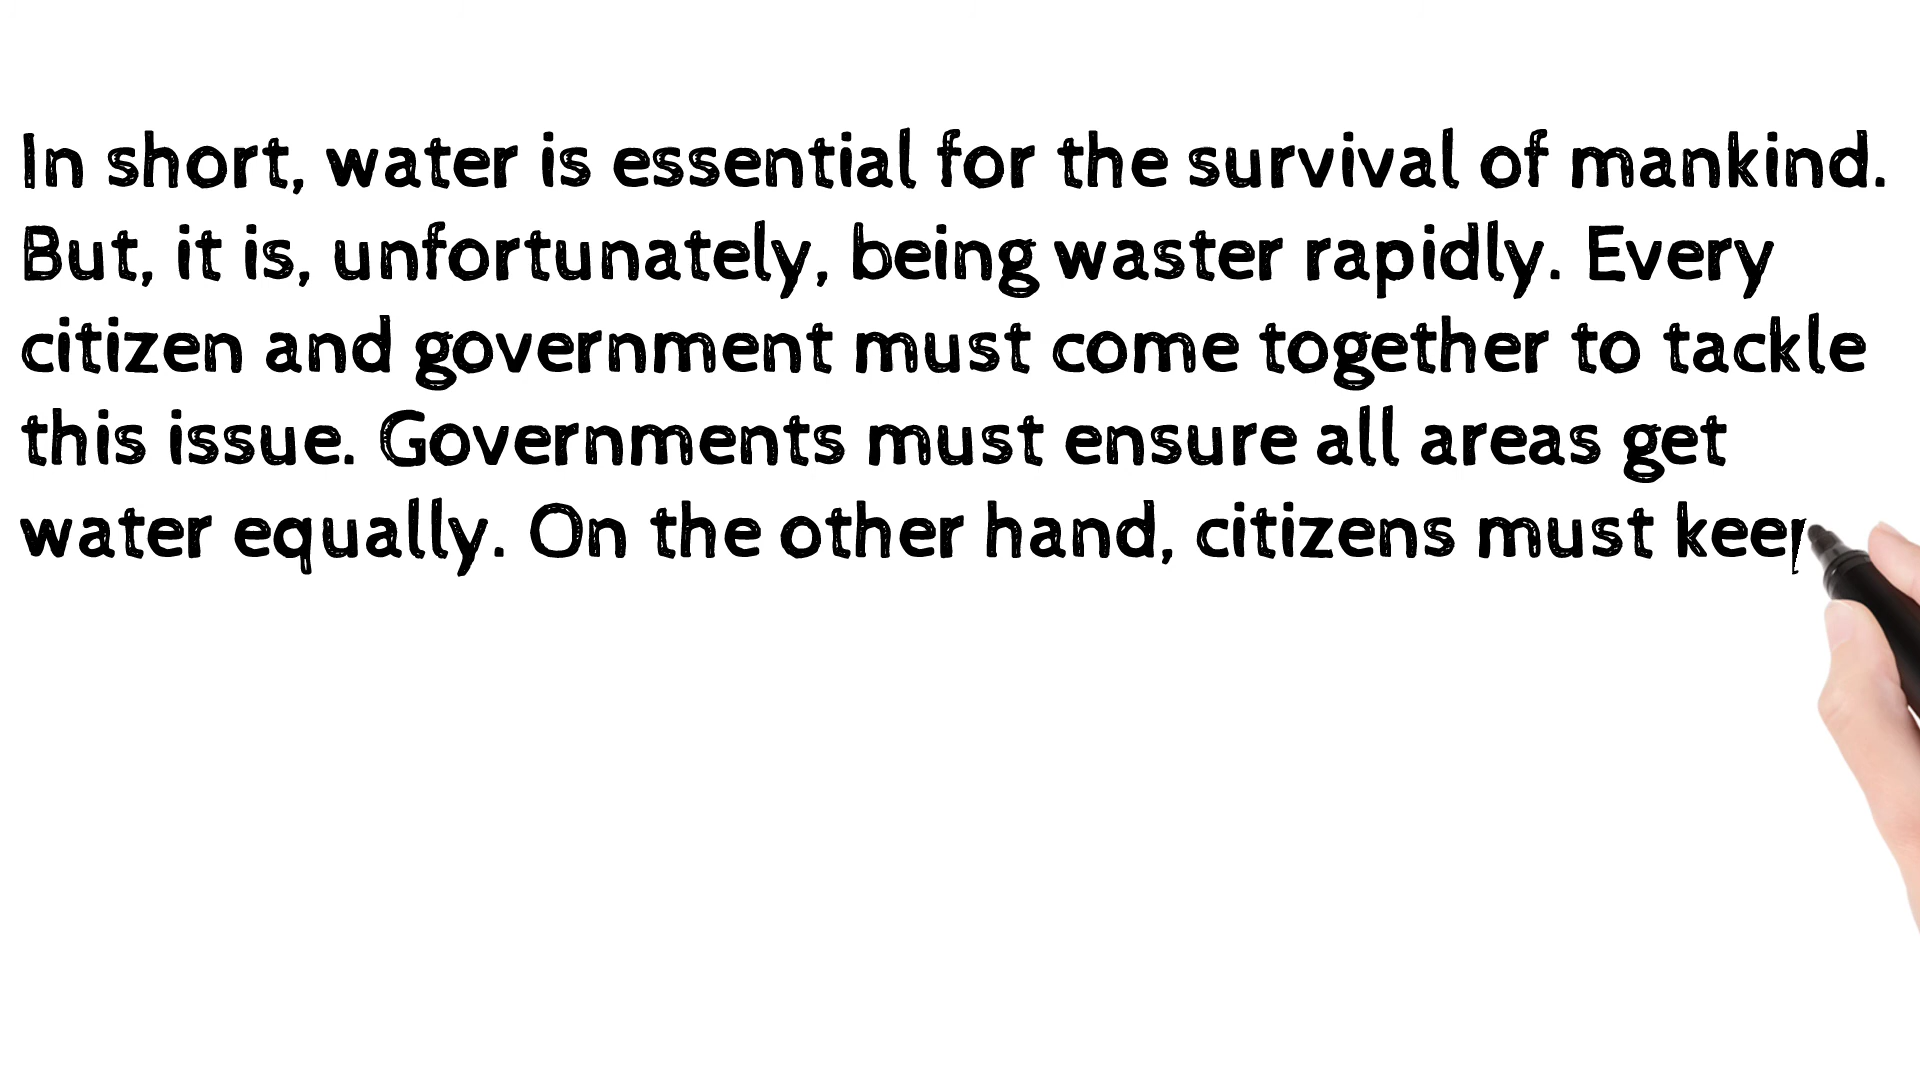 In short, water is essential for the survival of mankind.
But, it is, unfortunately, being waster rapidly. Every
citizen and government must come together to tackle
this issue. Governments must ensure all areas get
water equally. On the other hand, citizens must